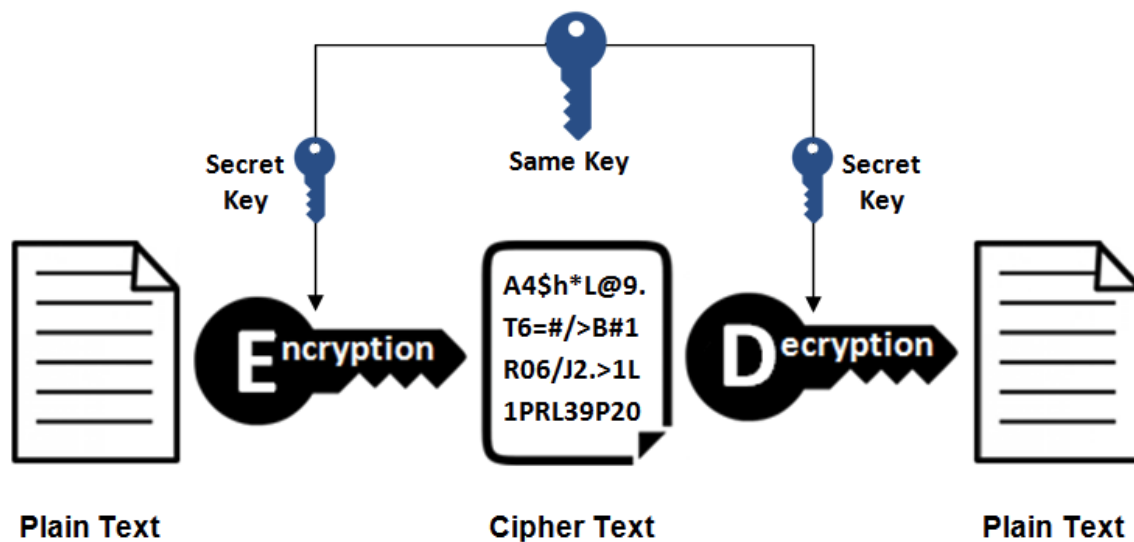 Same Key
Secret
Key
Secret
Key
Encryption
A4$h*L@9.
T6=#/>B#1
R06/J2.>1L
1PRL39P20
Decryption
Plain Text
Cipher Text
Plain Text